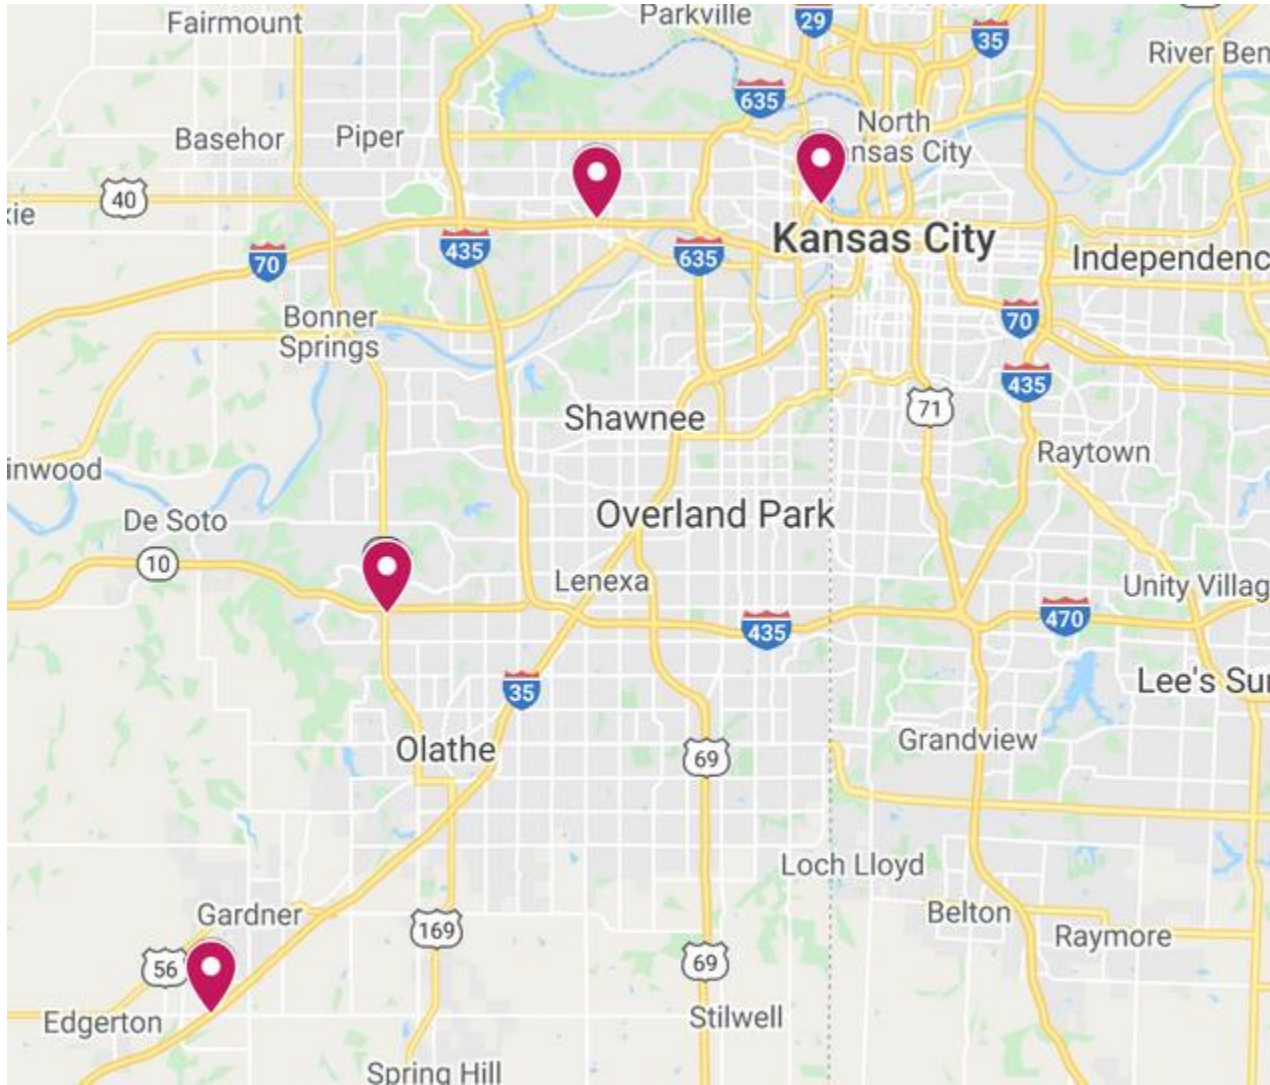 Fairmount
Parkville
29
35
River Ben
635
North
nsas City
Basehor
Piper
40
kie
70
435
635
Kansas City
Independenc
Bonner
Springs
70
435
71
Shawnee
Raytown
inwood
De Soto
Overland Park
10
Lenexa
Unity Villag
435
470
35
Lee's Su
Olathe
69
Grandview
Loch Lloyd
Gardner
169
Belton
Raymore
56
69
Edgerton
Stilwell
Spring Hill